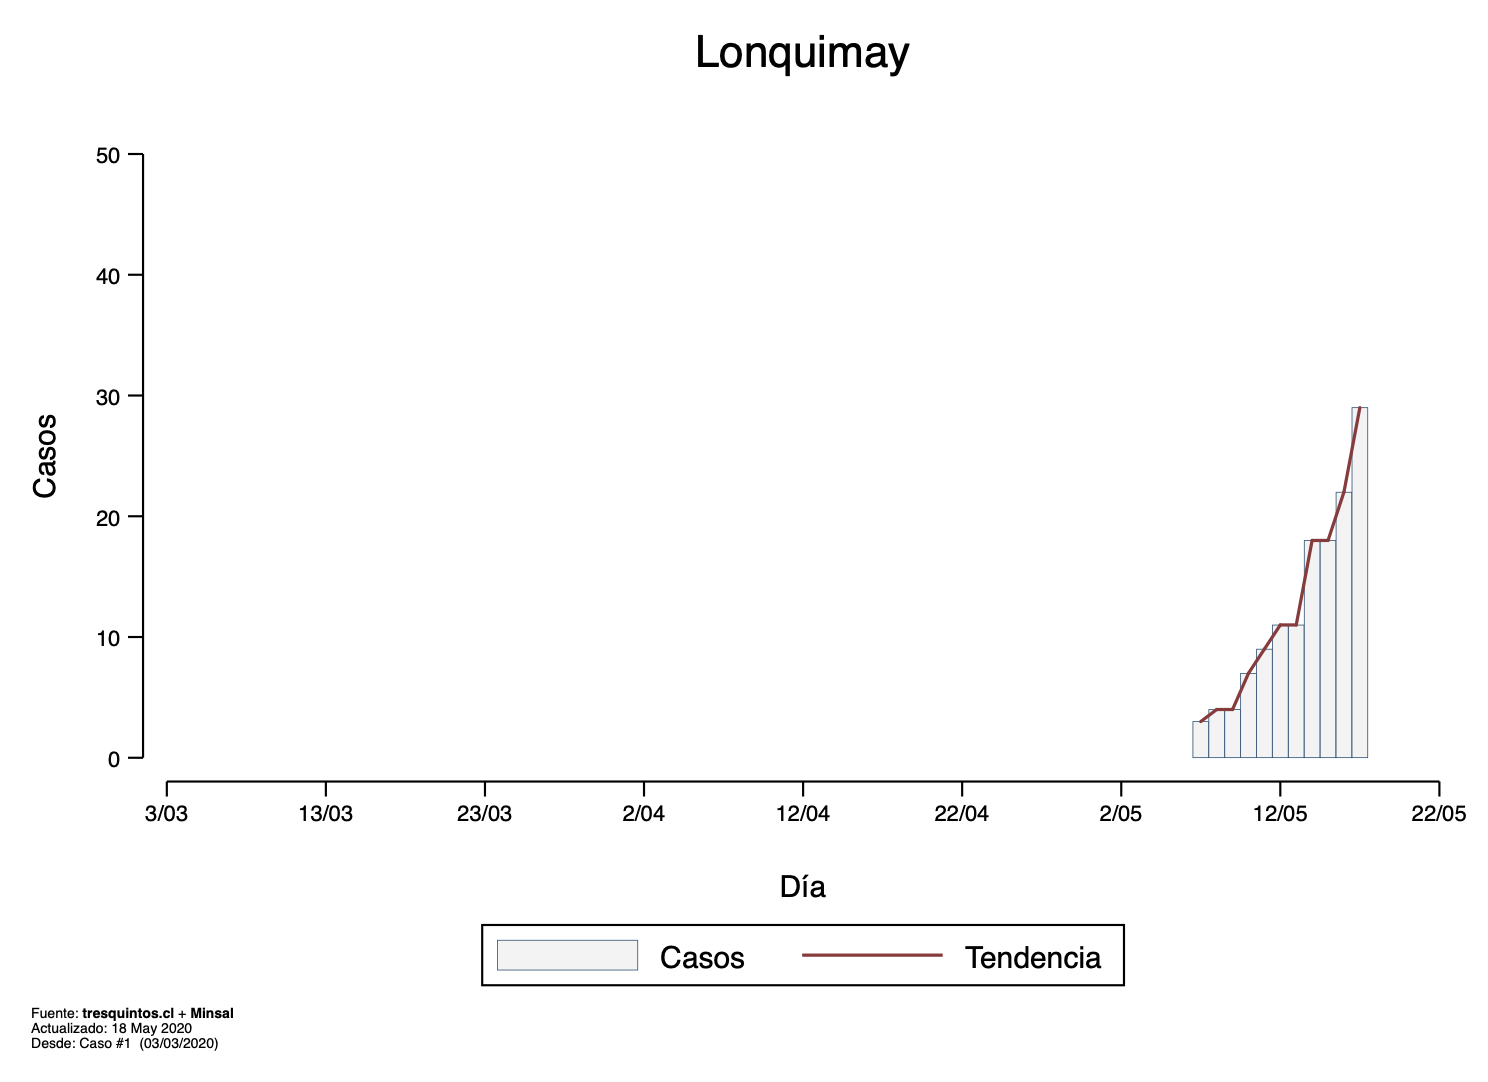 Lonquimay
50
40
30
20
10
0
Casos
3/03 13/03 23/03 2/04 12/04 22/04 2/05 12/05 22/05
Día
Casos Tendencia
Fuente: tresquintos.cl + Minsal
Actualizado: 18 May 2020
Desde: Caso #1 (03/03/2020)